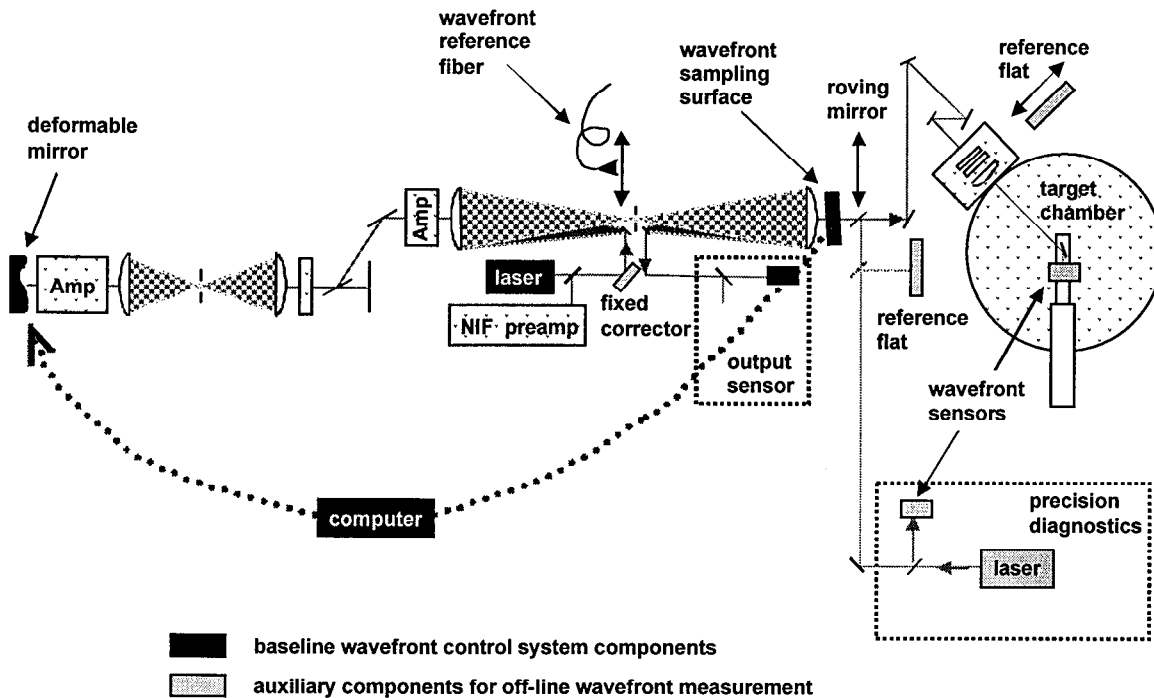 wavefront
reference
fiber
wavefront
sampling
surface
reference
flat
roving
mirror
deformable
mirror
target
chamber
Amp
Amp
laser
NIF preamp
fixed
corrector
output
sensor
reference
flat
wavefront
sensors
computer
precision
diagnostics
laser
baseline wavefront control system components
auxiliary components for off-line wavefront measurement